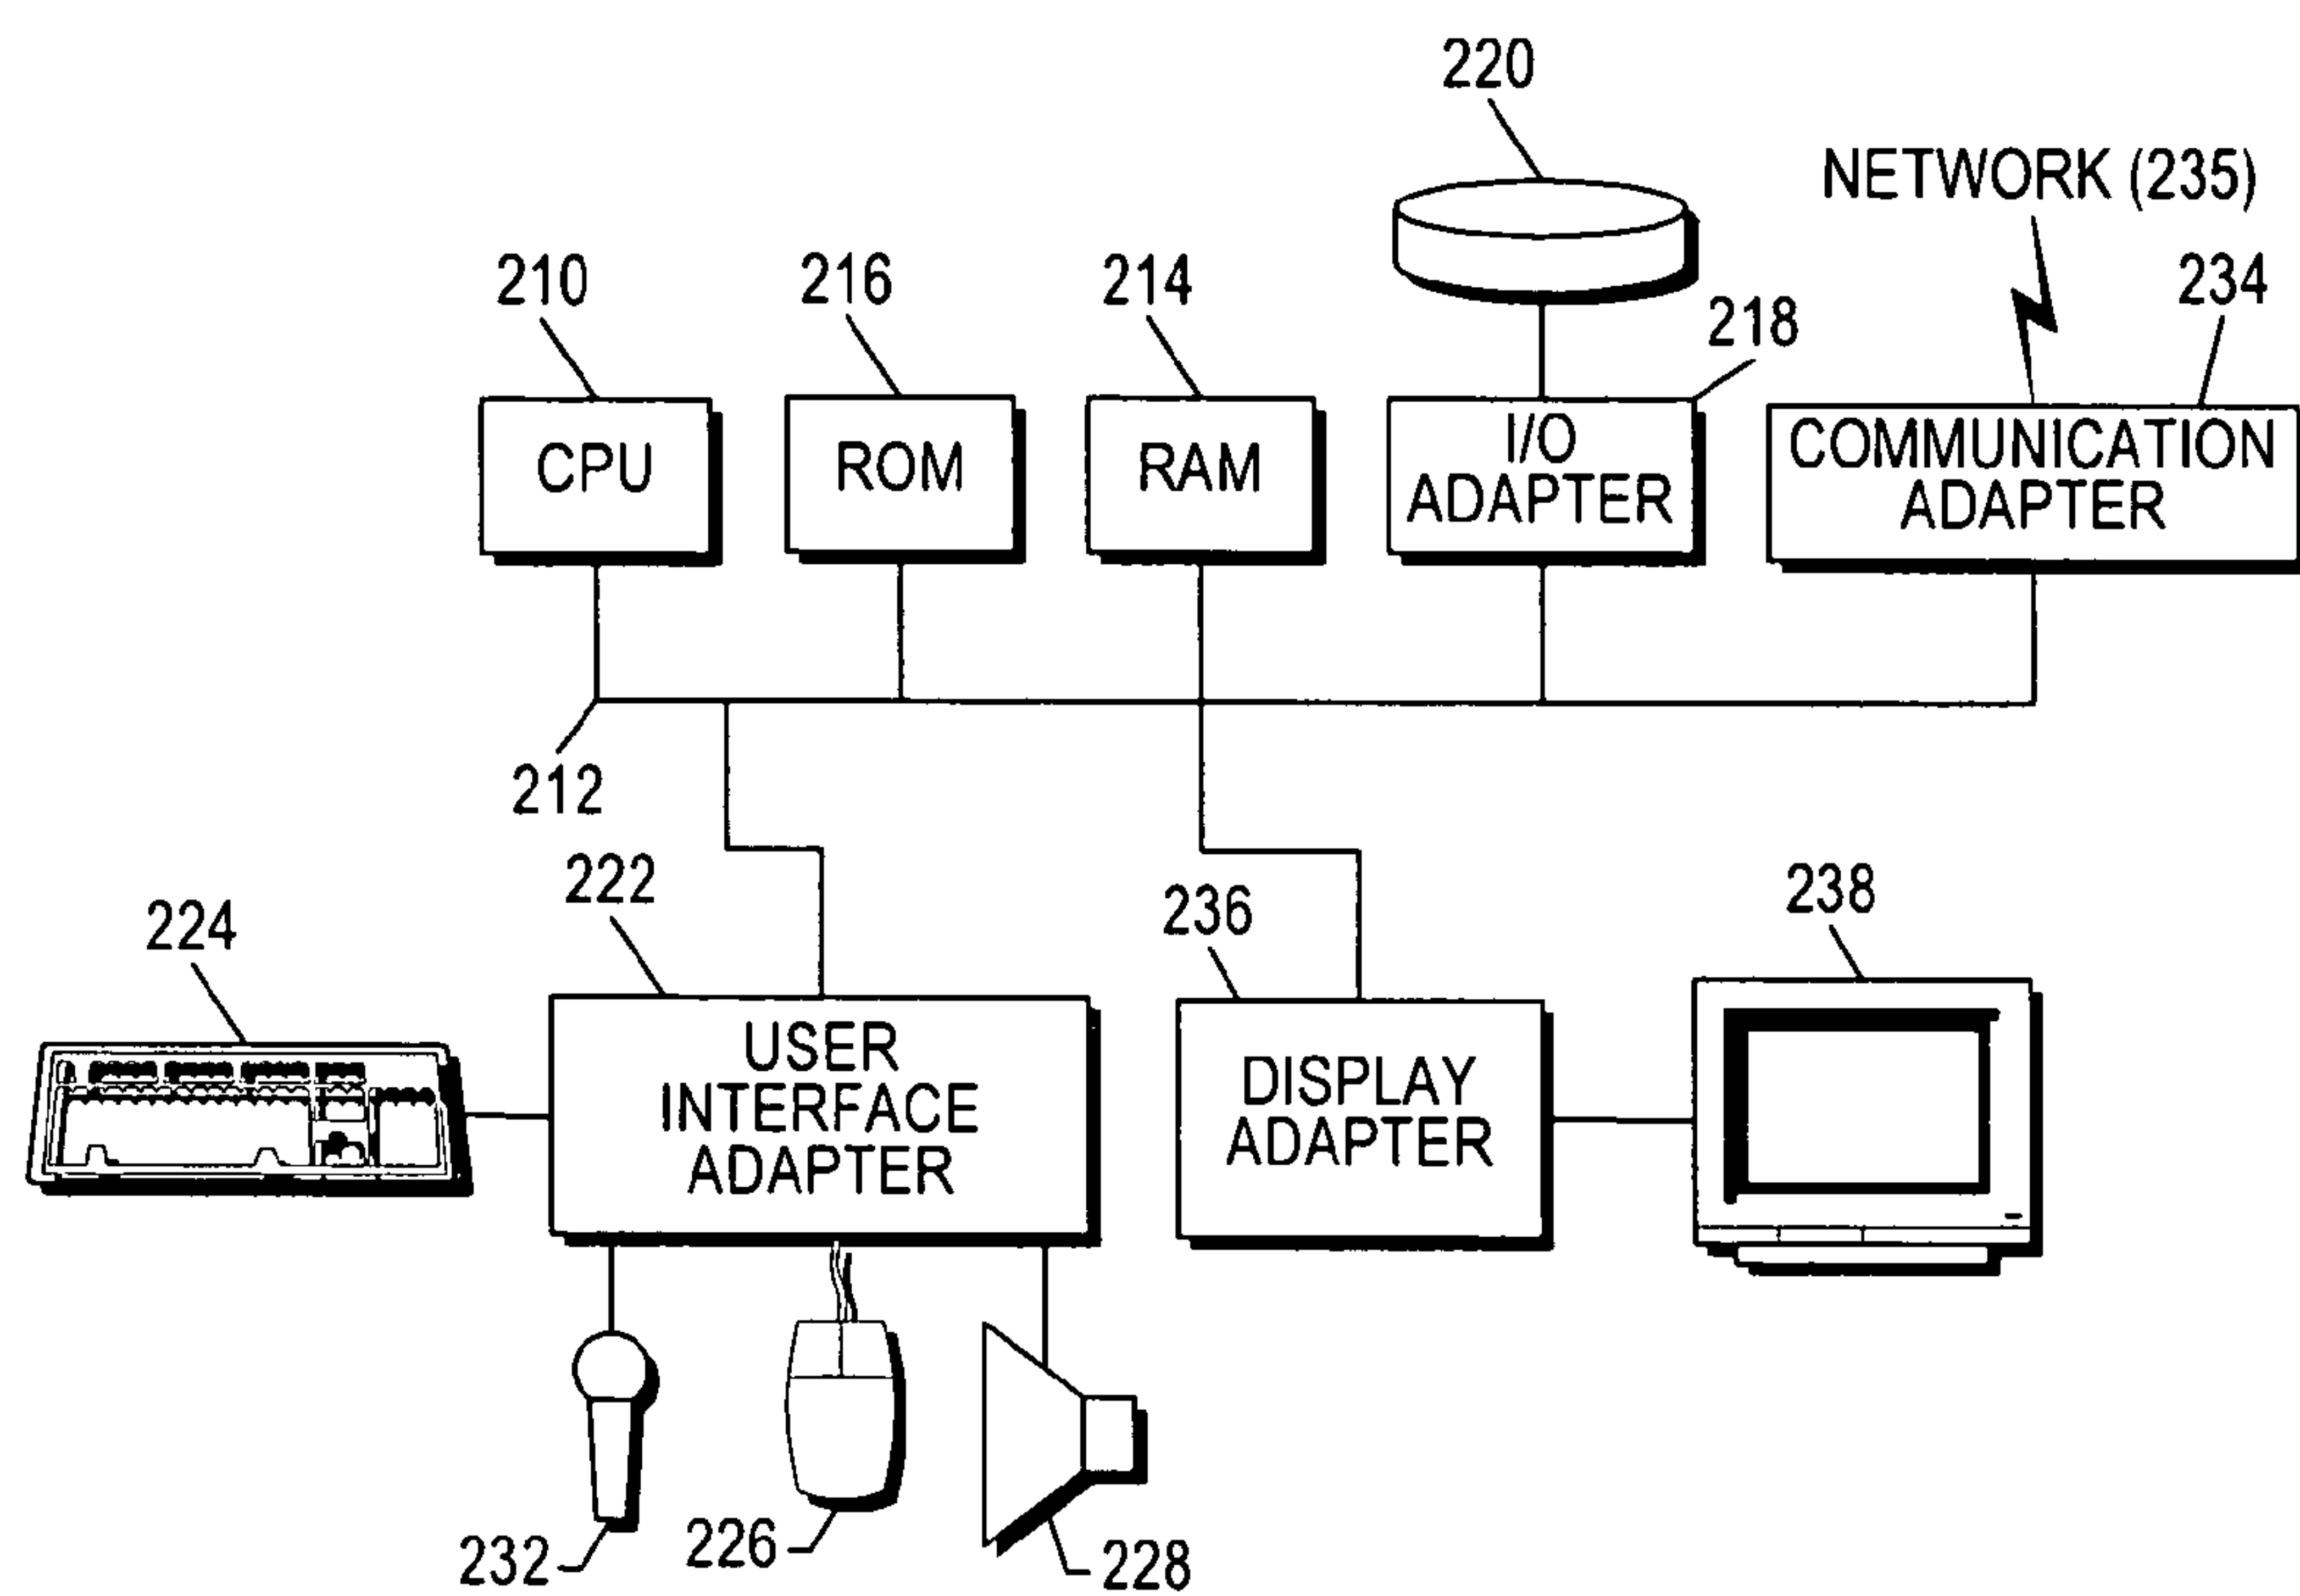 220
NETWORK (235)
210
216
214
218
234
CPU
ROM
RAM
I/O
ADAPTER
COMMUNICATION
ADAPTER
212
222
236
238
224
USER
INTERFACE
ADAPTER
DISPLAY
ADAPTER
232
226
228